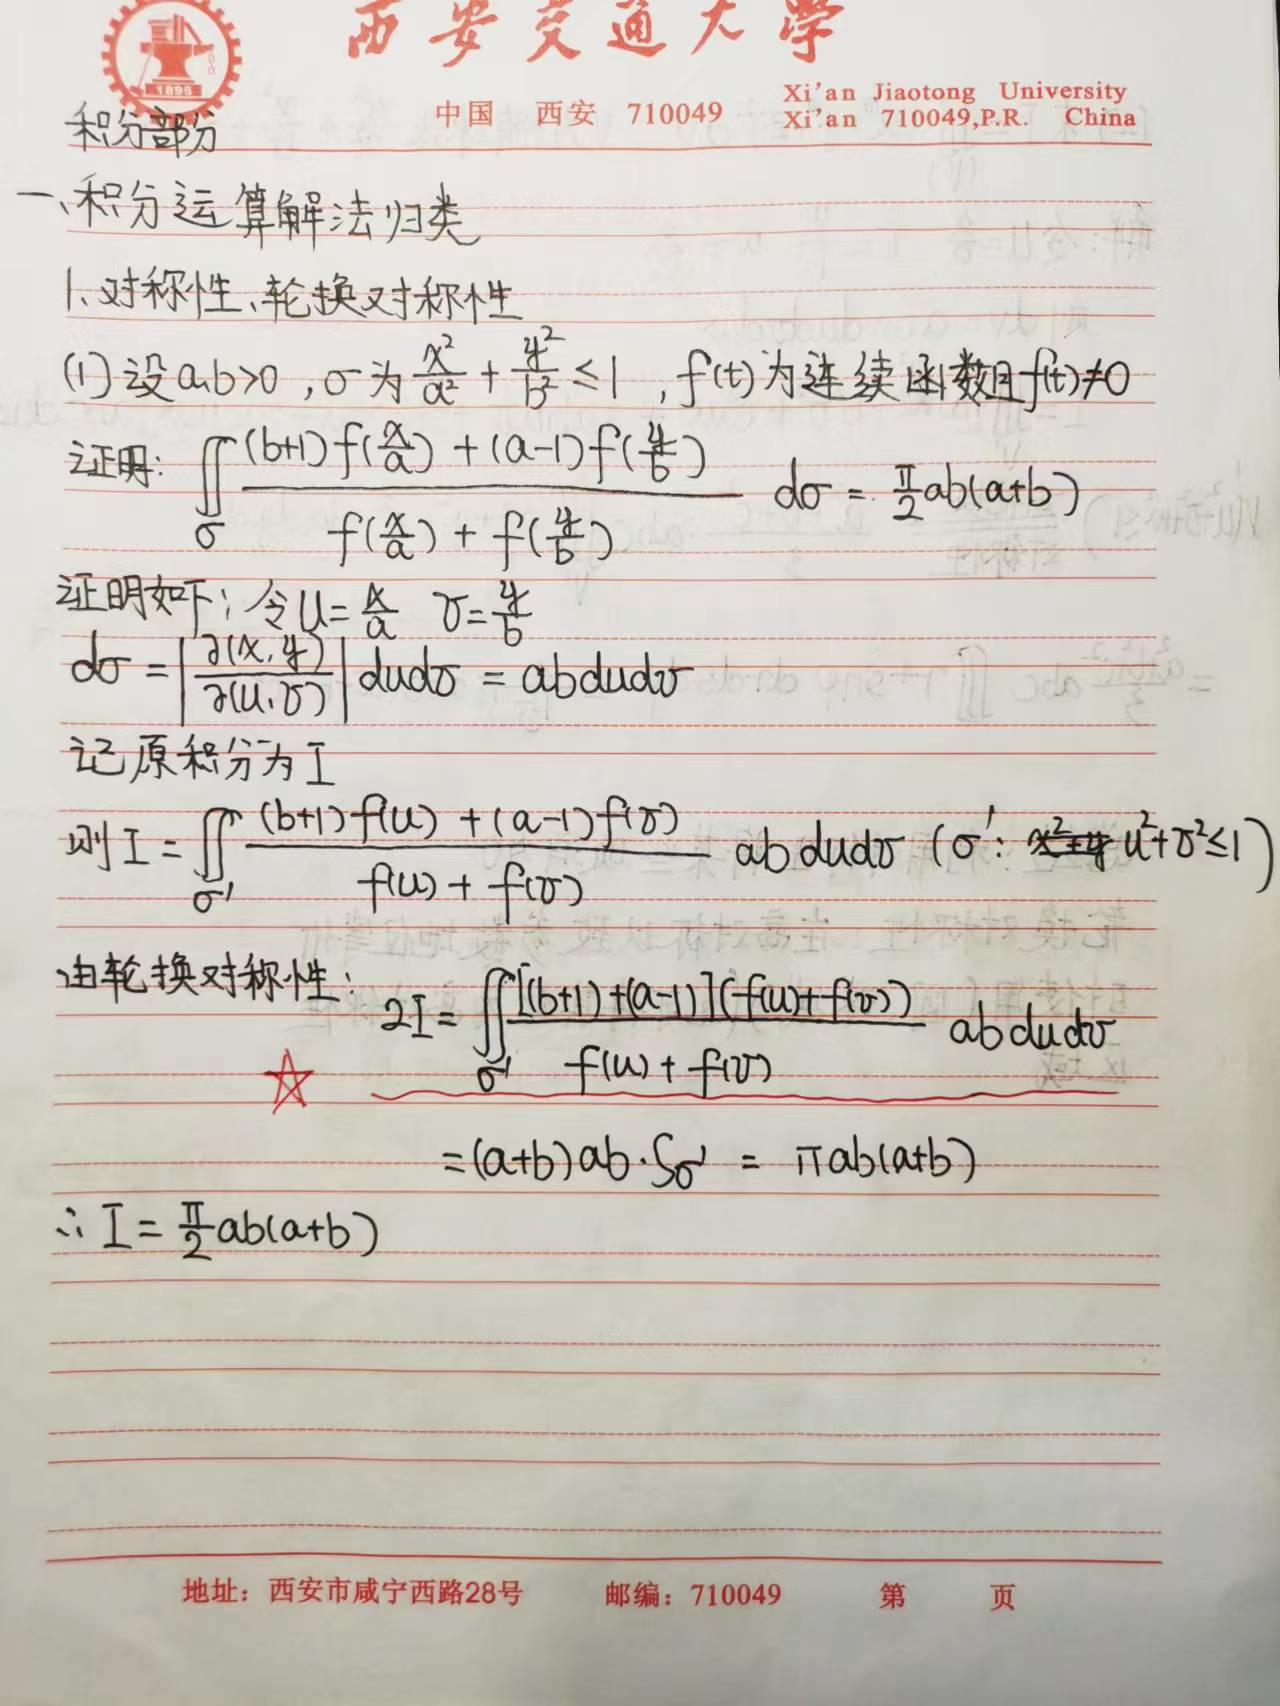 西安交通大学
1896
中国 西安 710049
Xi'an Jiaotong University
Xi'an 710049,P.R. China
积分部分
一、积分运算解法归类
1、对称性、轮换对称性
(1) 设a,b>0 , σ为 x²/a² + y²/b² ≤ 1 , f(t)为连续函数且f(t)≠0
证明: ∬_σ [(b+1)f(x/a) + (a-1)f(y/b)] / [f(x/a) + f(y/b)] dσ = π/2 ab(a+b)
证明如下: 令u = x/a v = y/b
dσ = |∂(x,y)/∂(u,v)| dudv = abdudv
记原积分为I
则I = ∬_σ' [(b+1)f(u) + (a-1)f(v)] / [f(u) + f(v)] ab dudv (σ': u²+v²≤1)
由轮换对称性: 2I = ∬_σ' [(b+1)+(a-1)](f(u)+f(v)) / [f(u) + f(v)] ab dudv
☆
= (a+b)ab·S_σ' = πab(a+b)
∴ I = π/2 ab(a+b)
地址: 西安市咸宁西路28号 邮编: 710049 第 页